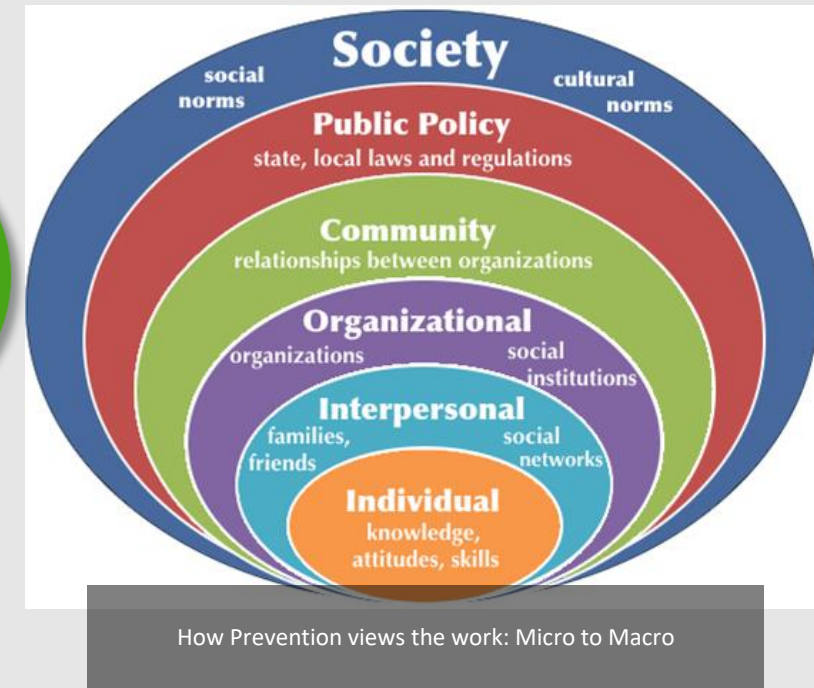 Society
social
norms
cultural
norms
Public Policy
state, local laws and regulations
Community
relationships between organizations
Organizational
organizations
social
institutions
Interpersonal
families,
friends
social
networks
Individual
knowledge,
attitudes, skills
How Prevention views the work: Micro to Macro